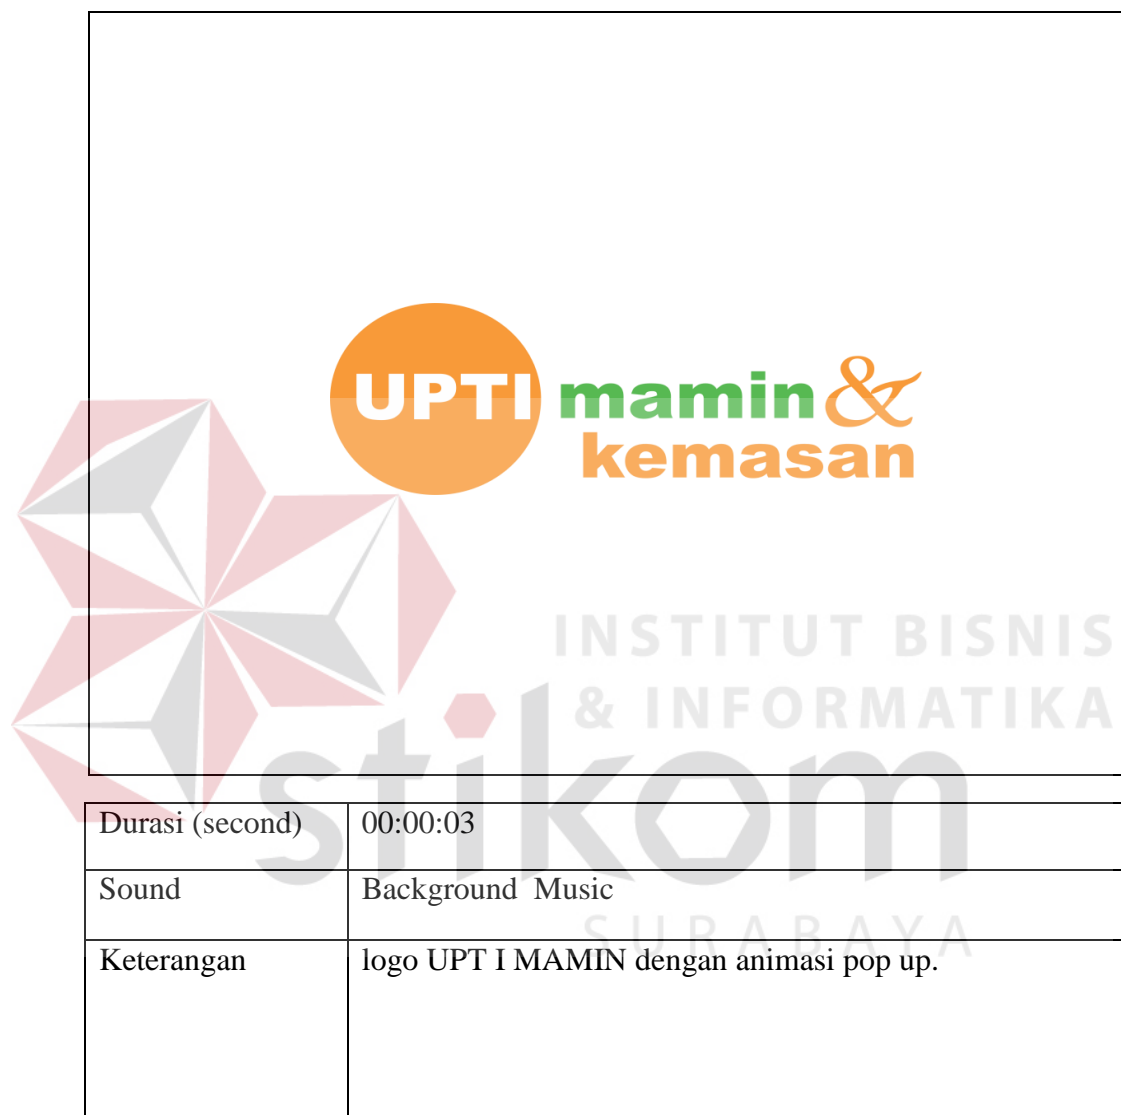 UPTI mamin &
kemasan
INSTITUT BISNIS
& INFORMATIKA
stikom
SURABAYA
Durasi (second) 00:00:03
Sound Background Music
Keterangan logo UPT I MAMIN dengan animasi pop up.